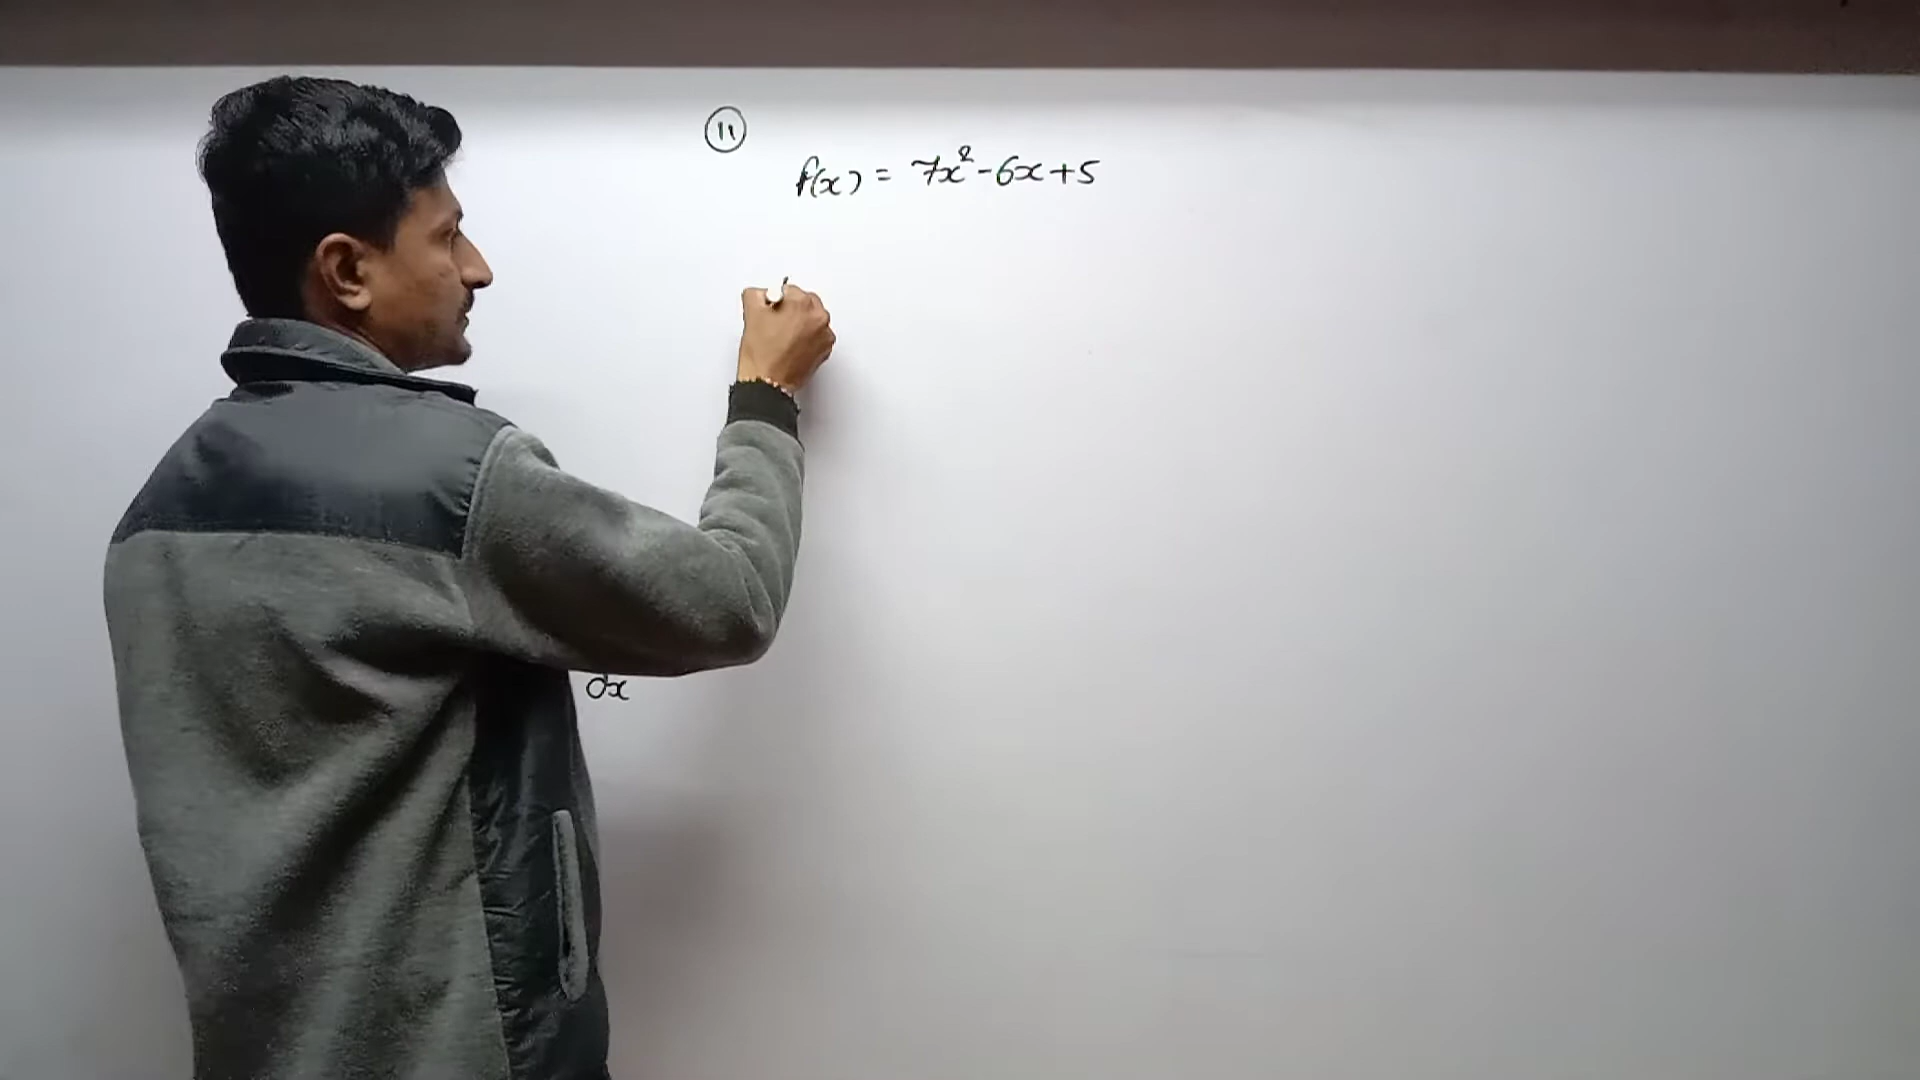 11
f(x) = 7x² - 6x + 5
dx